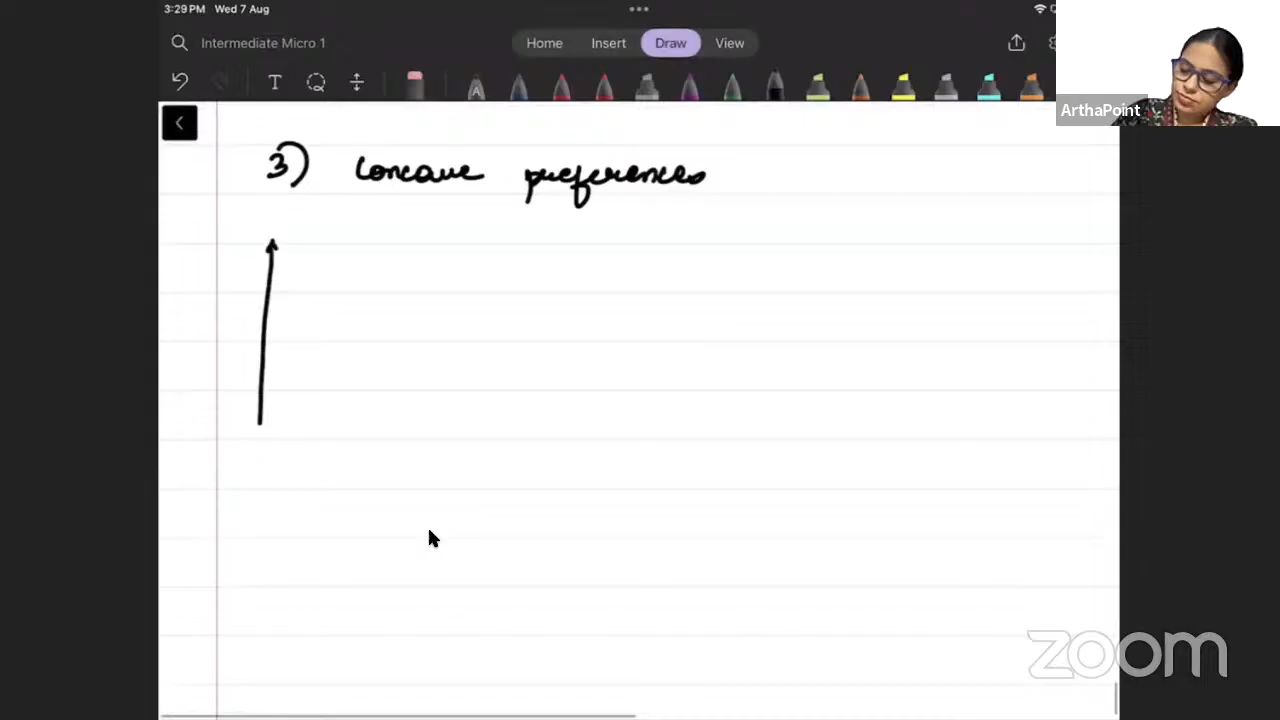 3:29 PM Wed 7 Aug
Intermediate Micro 1
Home Insert Draw View
T
A
ArthaPoint
3) Concave preferences
zoom